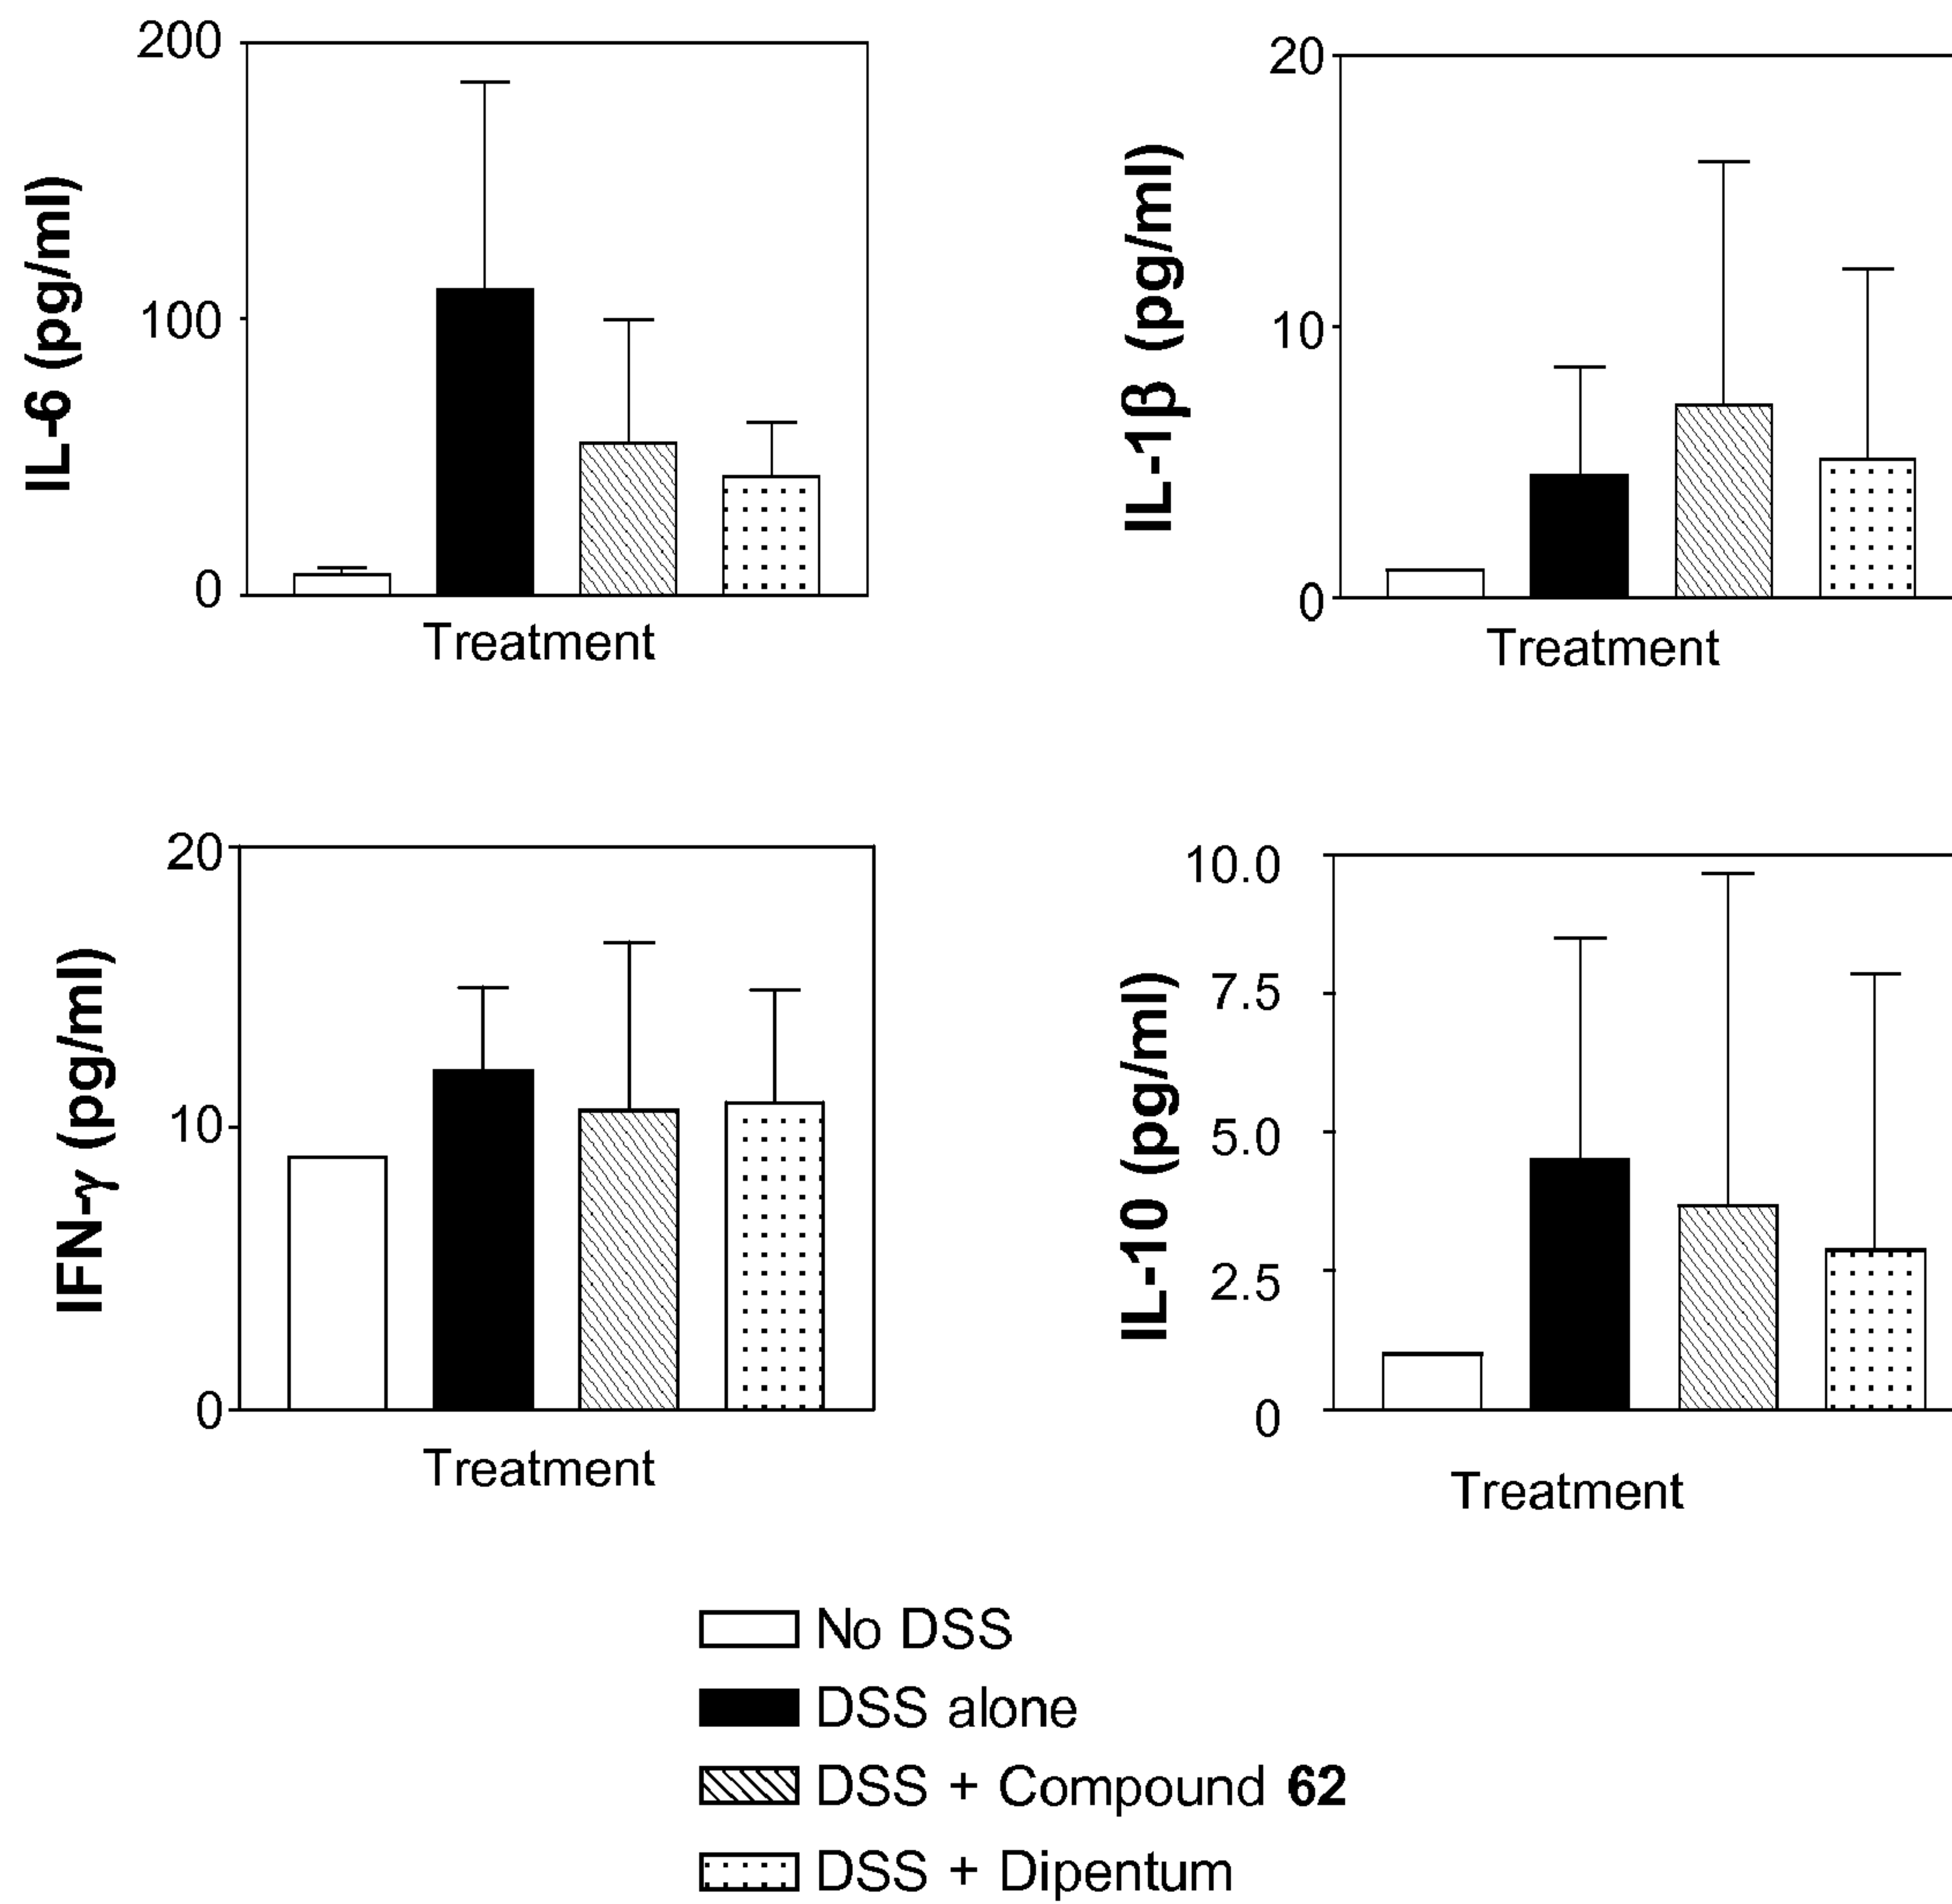 IL-6 (pg/ml)
200
100
0
Treatment
IL-1β (pg/ml)
20
10
0
Treatment
IFN-γ (pg/ml)
20
10
0
Treatment
IL-10 (pg/ml)
10.0
7.5
5.0
2.5
0
Treatment
No DSS
DSS alone
DSS + Compound 62
DSS + Dipentum